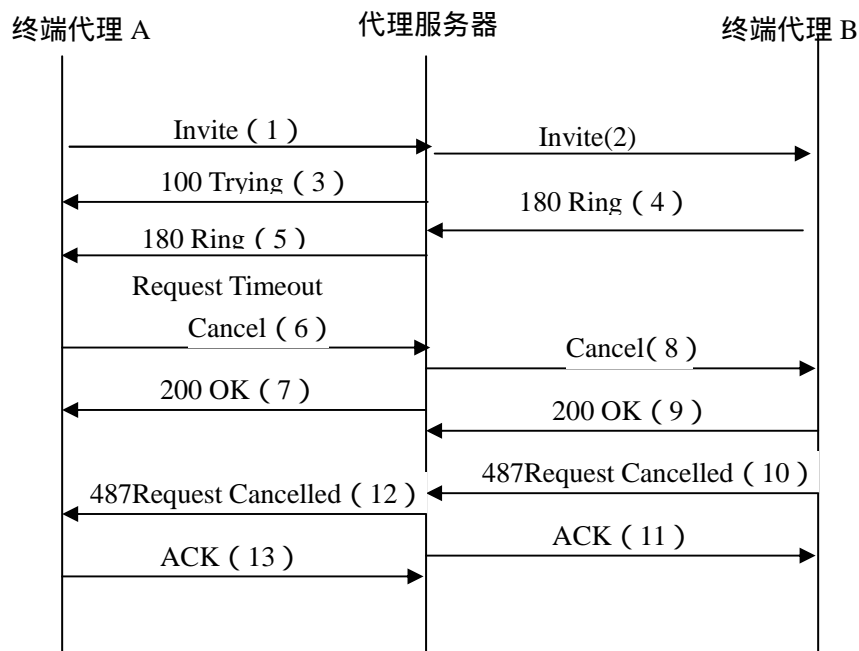 终端代理 A
代理服务器
终端代理 B
Invite（1）
Invite(2)
100 Trying（3）
180 Ring（4）
180 Ring（5）
Request Timeout
Cancel（6）
Cancel(8)
200 OK（7）
200 OK（9）
487Request Cancelled（10）
487Request Cancelled（12）
ACK（11）
ACK（13）